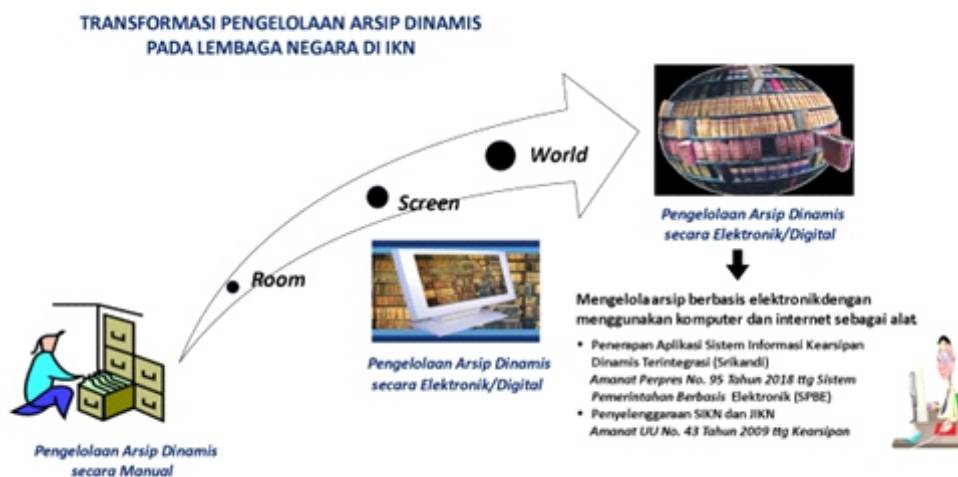 TRANSFORMASI PENGELOLAAN ARSIP DINAMIS
PADA LEMBAGA NEGARA DI IKN
World
Screen
Room
Pengelolaan Arsip Dinamis
secara Manual
Pengelolaan Arsip Dinamis
secara Elektronik/Digital
Pengelolaan Arsip Dinamis
secara Elektronik/Digital
Mengelola arsip berbasis elektronikdengan
menggunakan komputer dan internet sebagai alat
• Penerapan Aplikasi Sistem Informasi Kearsipan
Dinamis Terintegrasi (Srikandi)
Amanat Perpres No. 95 Tahun 2018 ttg Sistem
Pemerintahan Berbasis Elektronik (SPBE)
• Penyelenggaraan SIKN dan JIKN
Amanat UU No. 43 Tahun 2009 ttg Kearsipan